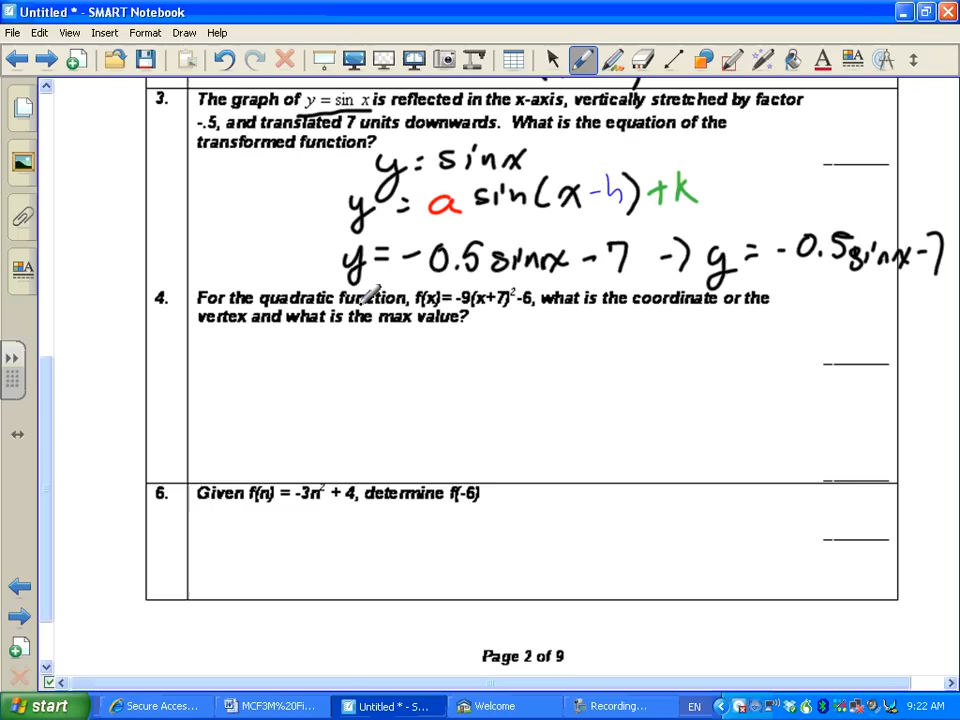 Untitled * - SMART Notebook
File Edit View Insert Format Draw Help
3. The graph of y = sin x is reflected in the x-axis, vertically stretched by factor
-.5, and translated 7 units downwards. What is the equation of the
transformed function?
y = sinx
y = a sin(x-h)+k
y = -0.5 sinx - 7 -> y = -0.5sinx-7
4. For the quadratic function, f(x)= -9(x+7)²-6, what is the coordinate or the
vertex and what is the max value?
6. Given f(n) = -3n² + 4, determine f(-6)
Page 2 of 9
start Secure Acces... MCF3M%20Fi... Untitled * - S... Welcome Recording... EN 9:22 AM